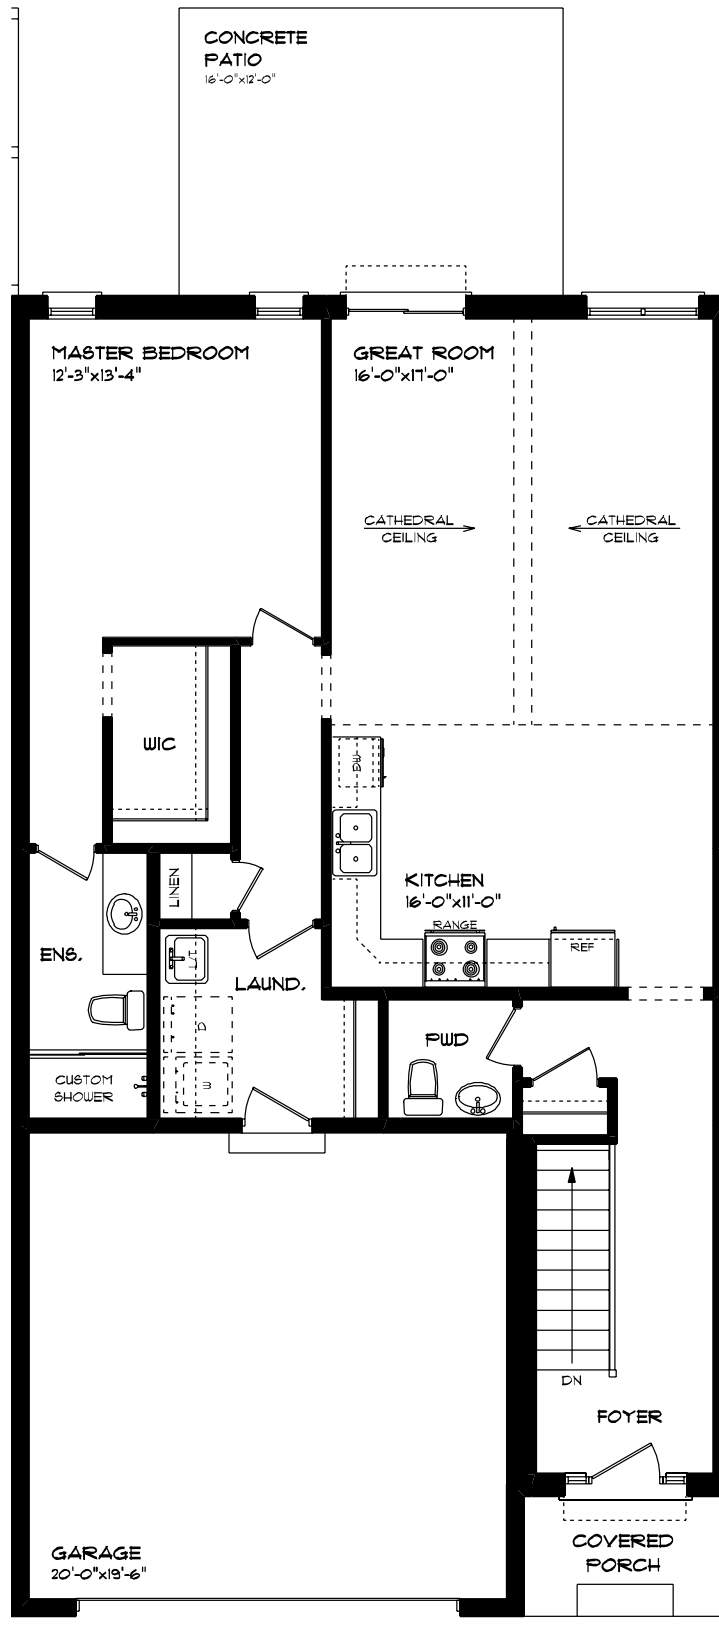 CONCRETE
PATIO
16'-0"x12'-0"
MASTER BEDROOM
12'-3"x13'-4"
GREAT ROOM
16'-0"x17'-0"
CATHEDRAL
CEILING
CATHEDRAL
CEILING
WIC
DW
LINEN
KITCHEN
16'-0"x11'-0"
RANGE
REF
ENS.
L/T
LAUND.
D
W
PWD
CUSTOM
SHOWER
DN
FOYER
GARAGE
20'-0"x19'-6"
COVERED
PORCH